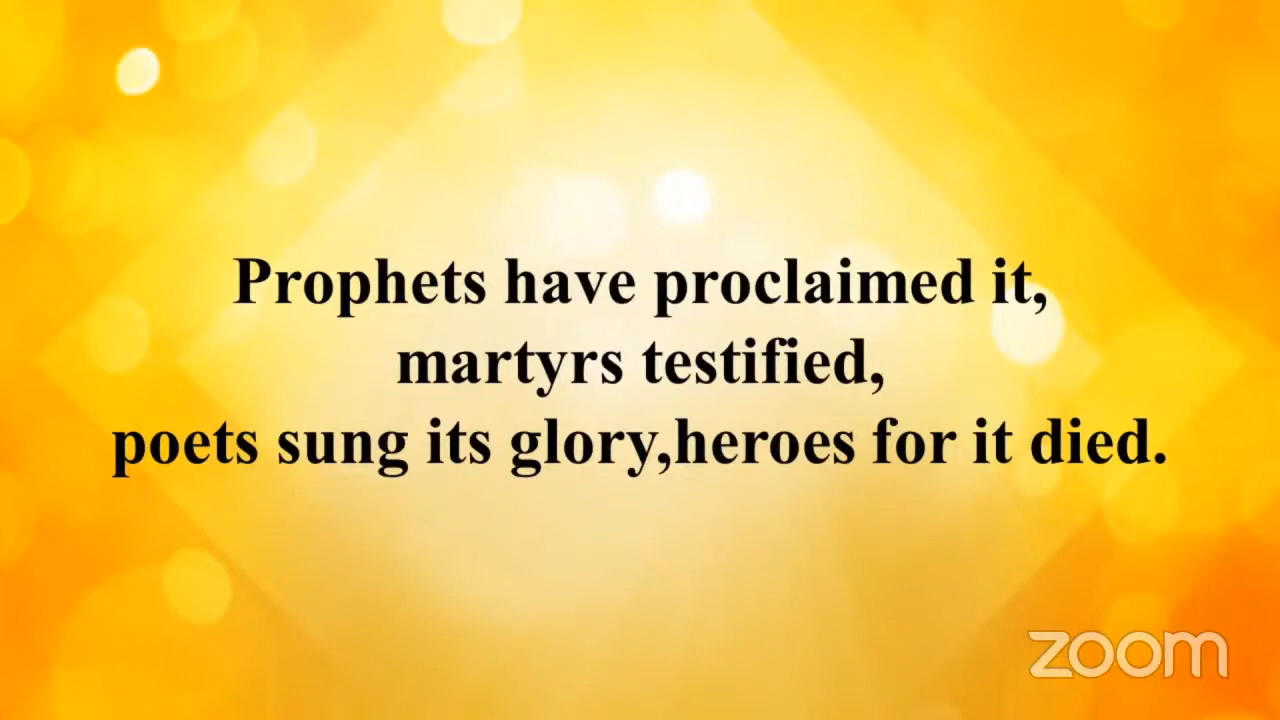 Prophets have proclaimed it,
martyrs testified,
poets sung its glory,heroes for it died.
zoom